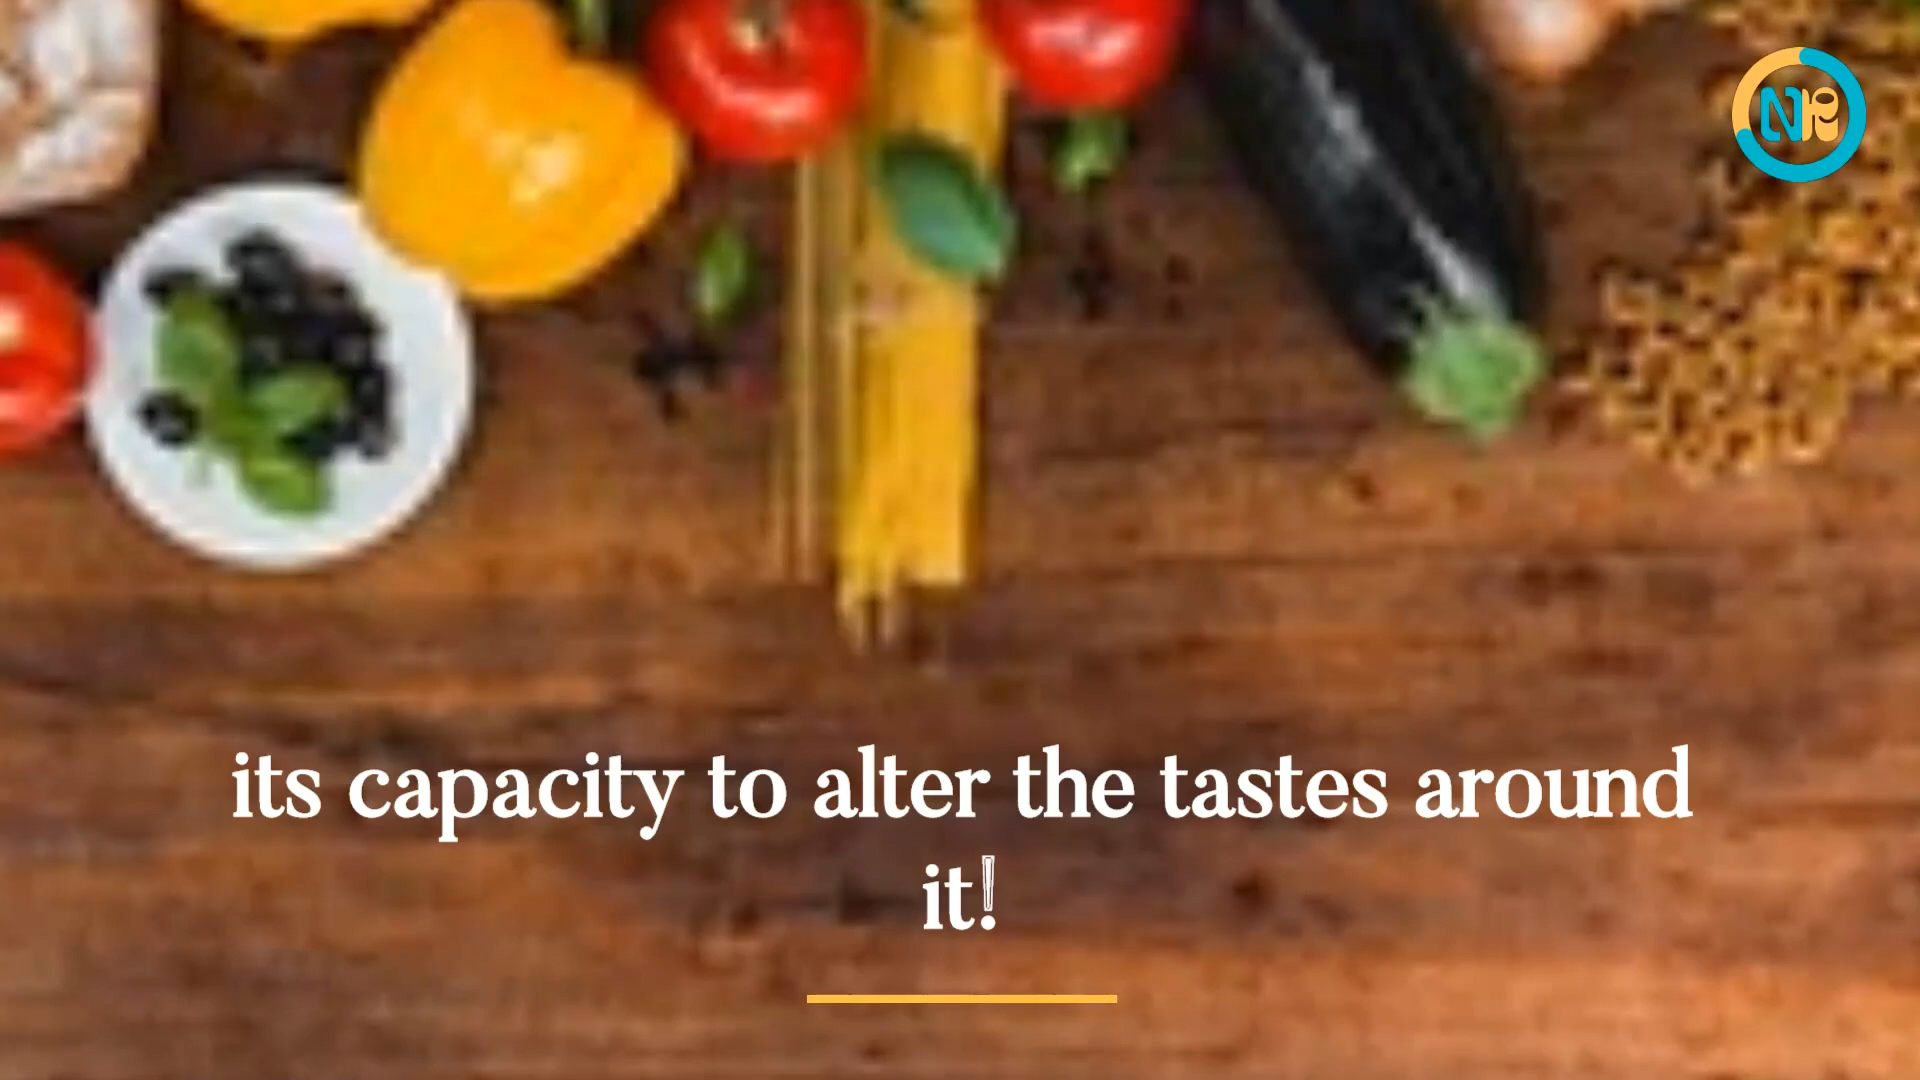 its capacity to alter the tastes around
it!